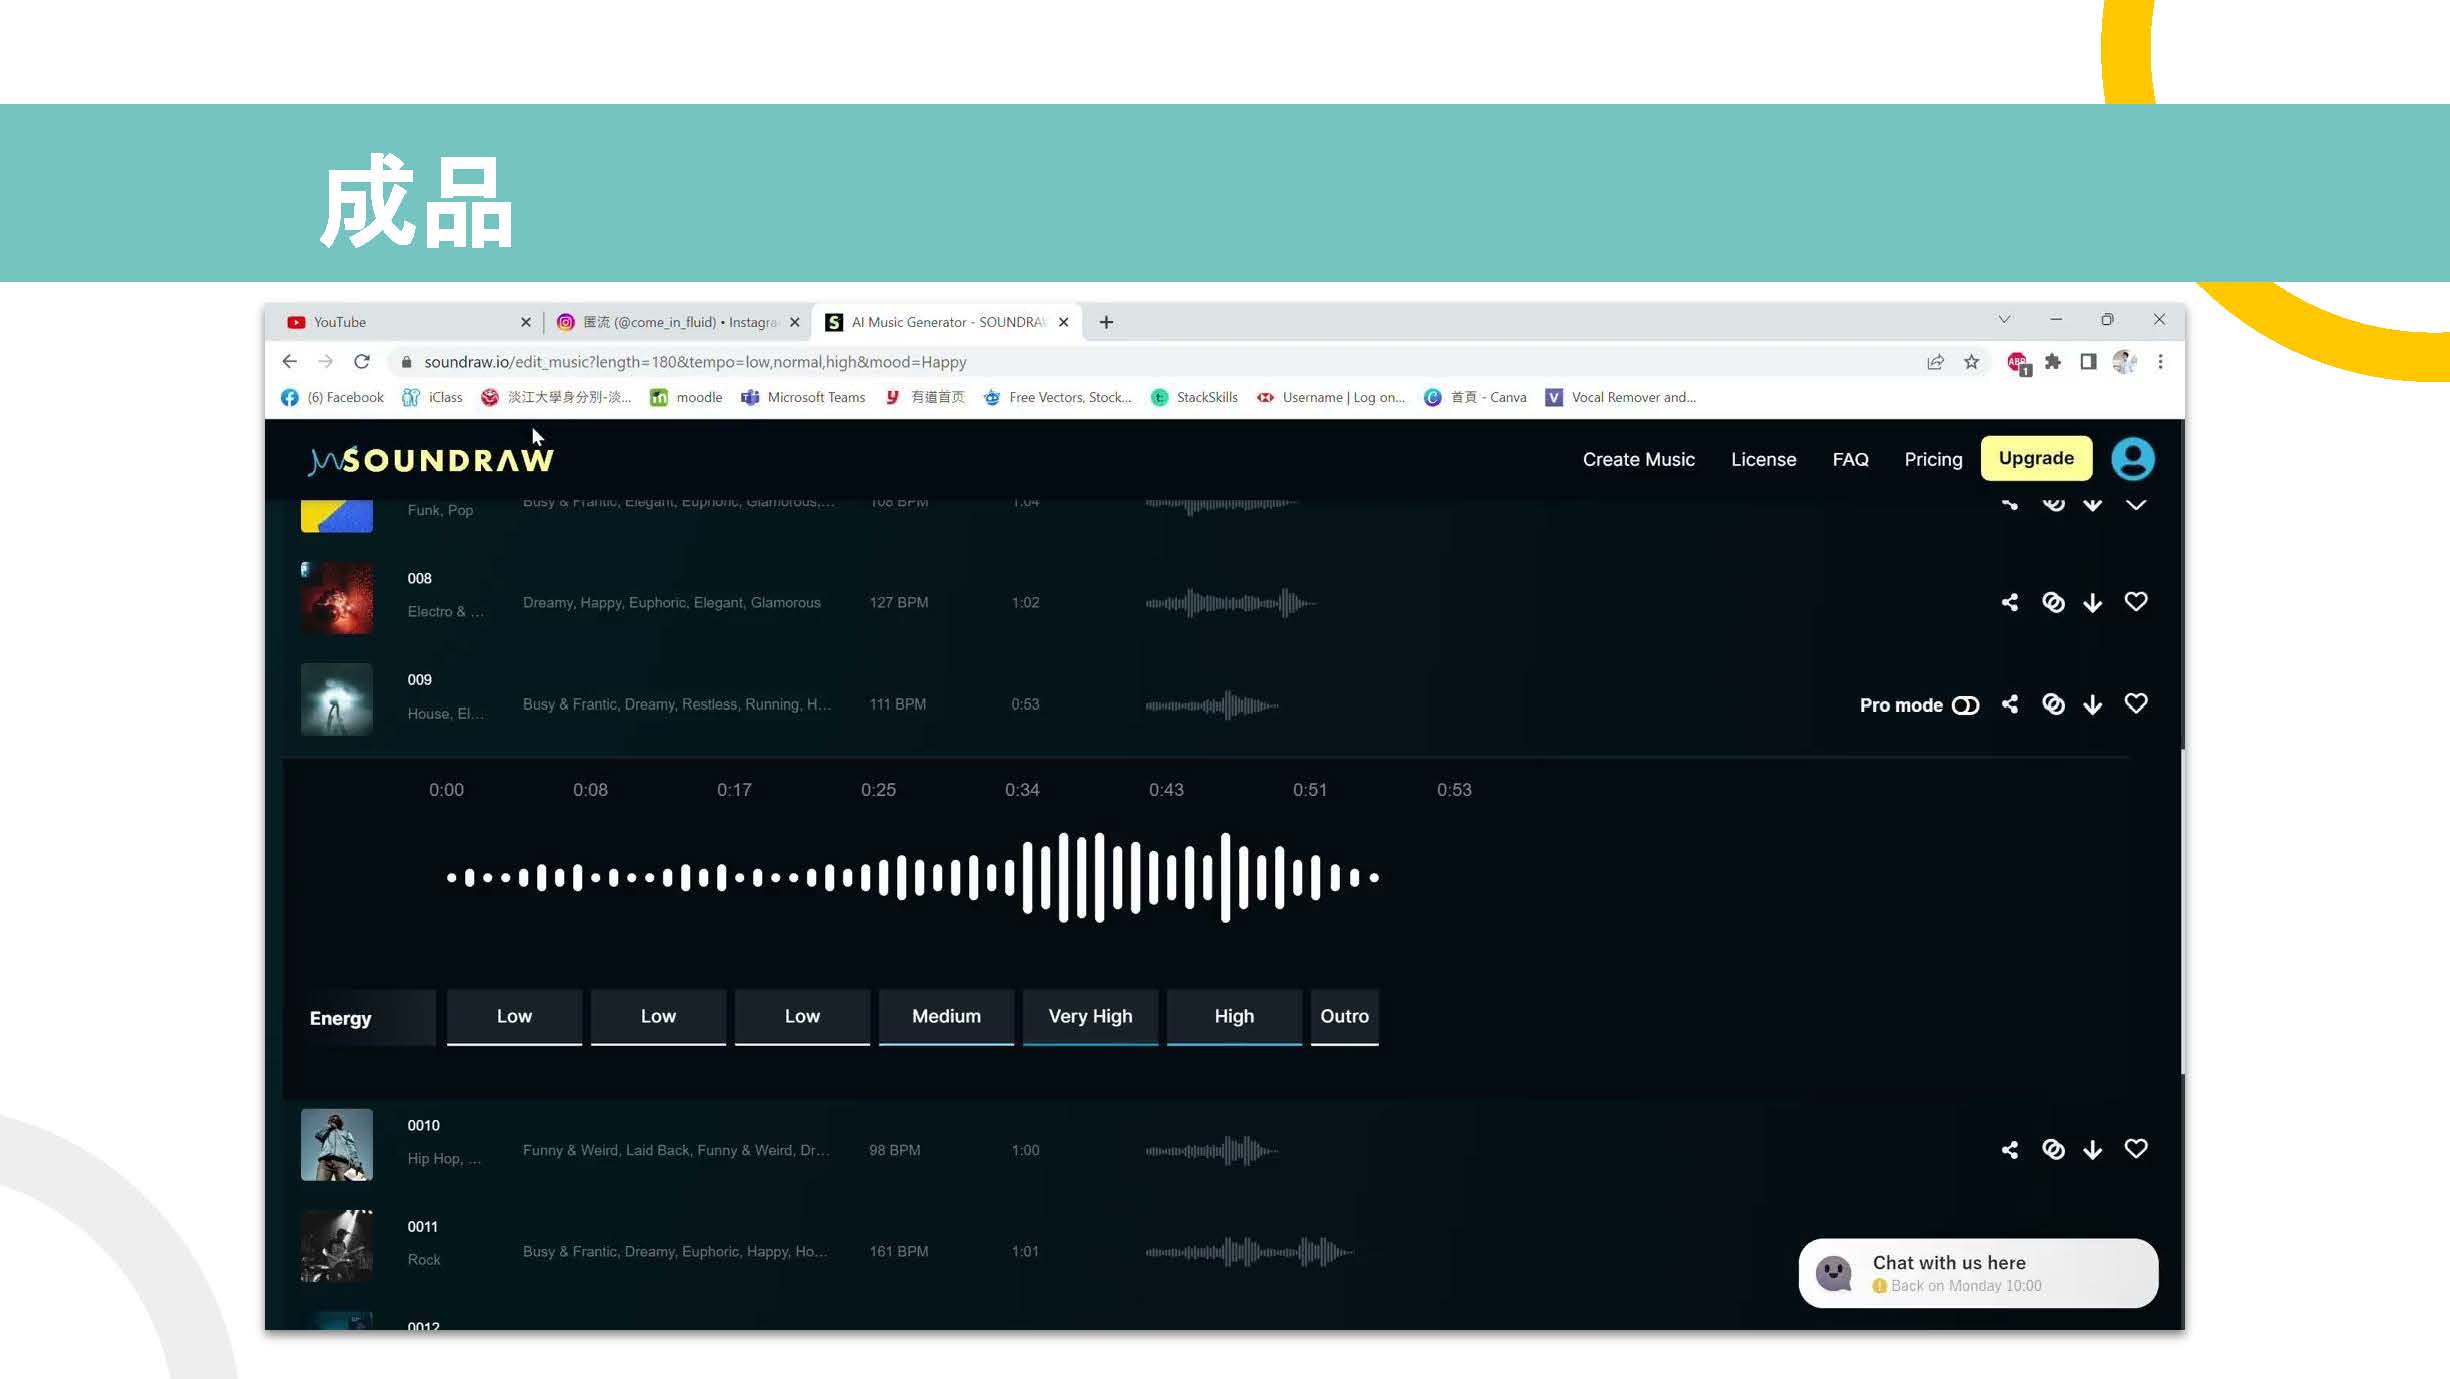 成品
YouTube
匿流 (@come_in_fluid) • Instagra
AI Music Generator - SOUNDRAW
soundraw.io/edit_music?length=180&tempo=low,normal,high&mood=Happy
ABP 1
(6) Facebook iClass 淡江大學身分別-淡... moodle Microsoft Teams 有道首页 Free Vectors, Stock... StackSkills Username | Log on... 首頁 - Canva Vocal Remover and...
SOUNDRAW
Create Music License FAQ Pricing Upgrade
Funk, Pop Busy & Frantic, Elegant, Euphoric, Glamorous,... 108 BPM 1:04
008
Electro & ... Dreamy, Happy, Euphoric, Elegant, Glamorous 127 BPM 1:02
009
House, El... Busy & Frantic, Dreamy, Restless, Running, H... 111 BPM 0:53 Pro mode
0:00 0:08 0:17 0:25 0:34 0:43 0:51 0:53
Energy Low Low Low Medium Very High High Outro
0010
Hip Hop, ... Funny & Weird, Laid Back, Funny & Weird, Dr... 98 BPM 1:00
0011
Rock Busy & Frantic, Dreamy, Euphoric, Happy, Ho... 161 BPM 1:01
0012
Chat with us here
Back on Monday 10:00